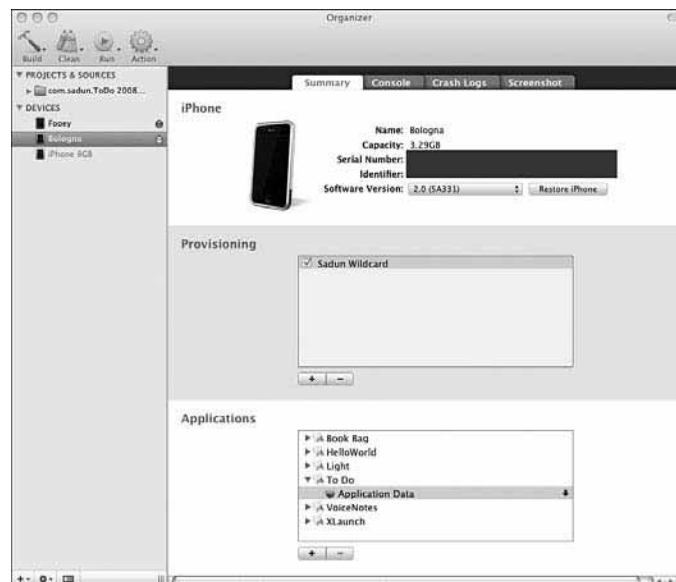 Organizer
Build Clean Run Action
PROJECTS & SOURCES
com.sadun.ToDo 2008...
DEVICES
Fooey
Bologna
iPhone 8GB
Summary Console Crash Logs Screenshot
iPhone
Name: Bologna
Capacity: 3.29GB
Serial Number:
Identifier:
Software Version: 2.0 (5A331) Restore iPhone
Provisioning
Sadun Wildcard
+ −
Applications
Book Bag
HelloWorld
Light
To Do
Application Data
VoiceNotes
XLaunch
+ −